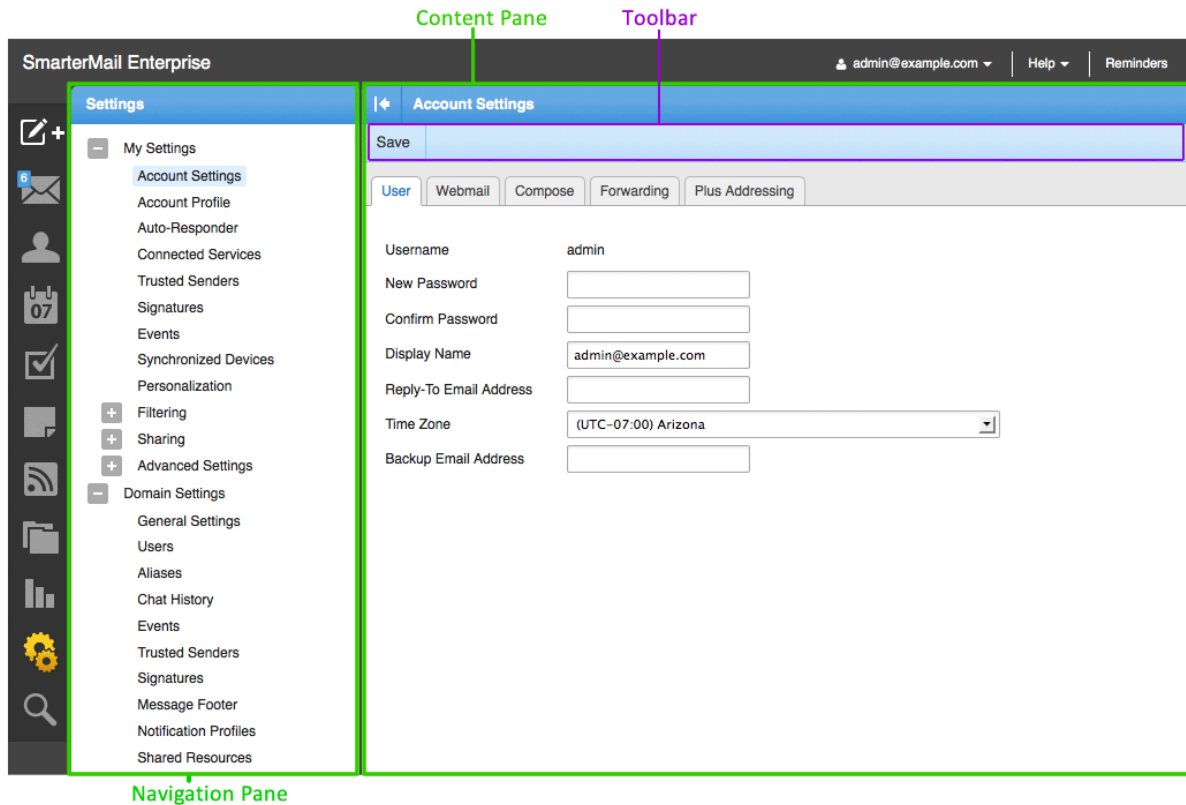 Content Pane
Toolbar
SmarterMail Enterprise
admin@example.com
Help
Reminders
Settings
Account Settings
Save
My Settings
Account Settings
Account Profile
Auto-Responder
Connected Services
Trusted Senders
Signatures
Events
Synchronized Devices
Personalization
Filtering
Sharing
Advanced Settings
Domain Settings
General Settings
Users
Aliases
Chat History
Events
Trusted Senders
Signatures
Message Footer
Notification Profiles
Shared Resources
6
07
User
Webmail
Compose
Forwarding
Plus Addressing
Username admin
New Password
Confirm Password
Display Name admin@example.com
Reply-To Email Address
Time Zone (UTC-07:00) Arizona
Backup Email Address
Navigation Pane